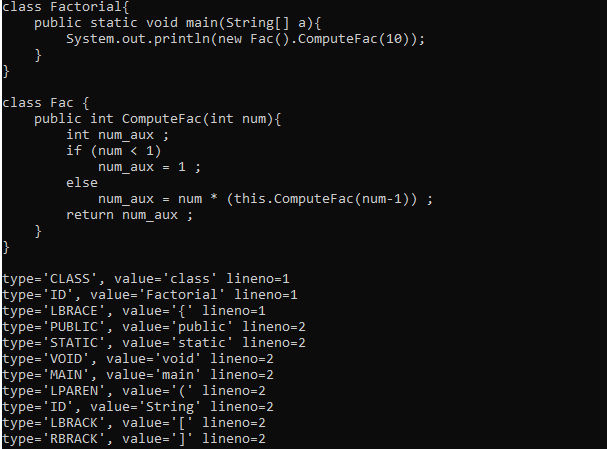 class Factorial{
    public static void main(String[] a){
        System.out.println(new Fac().ComputeFac(10));
    }
}

class Fac {
    public int ComputeFac(int num){
        int num_aux ;
        if (num < 1)
            num_aux = 1 ;
        else
            num_aux = num * (this.ComputeFac(num-1)) ;
        return num_aux ;
    }
}

type='CLASS', value='class' lineno=1
type='ID', value='Factorial' lineno=1
type='LBRACE', value='{' lineno=1
type='PUBLIC', value='public' lineno=2
type='STATIC', value='static' lineno=2
type='VOID', value='void' lineno=2
type='MAIN', value='main' lineno=2
type='LPAREN', value='(' lineno=2
type='ID', value='String' lineno=2
type='LBRACK', value='[' lineno=2
type='RBRACK', value=']' lineno=2